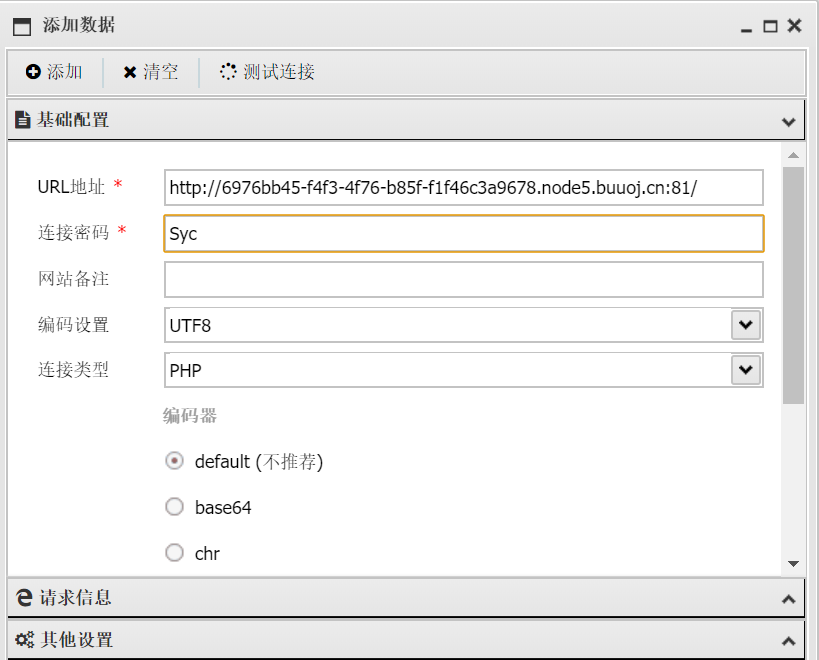 添加数据
添加 清空 测试连接
基础配置
URL地址 * http://6976bb45-f4f3-4f76-b85f-f1f46c3a9678.node5.buuoj.cn:81/
连接密码 * Syc
网站备注
编码设置 UTF8
连接类型 PHP
编码器
default (不推荐)
base64
chr
请求信息
其他设置